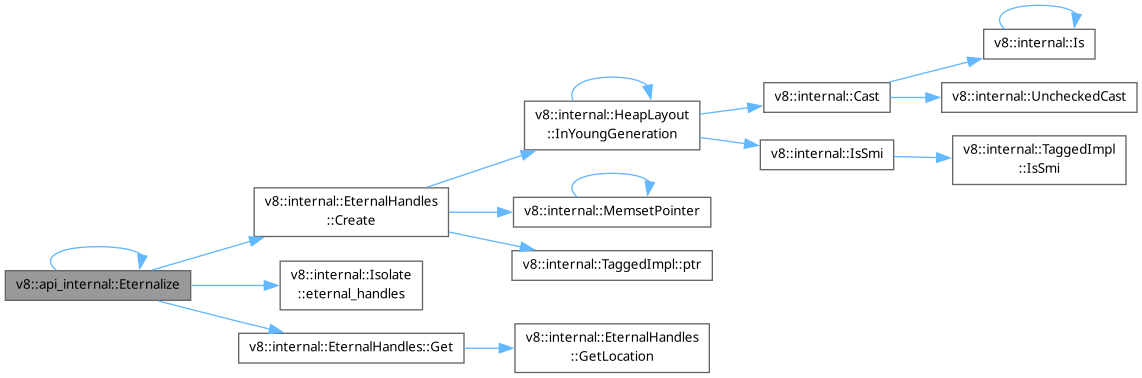 v8::internal::Is
v8::internal::Cast
v8::internal::UncheckedCast
v8::internal::HeapLayout
::InYoungGeneration
v8::internal::IsSmi
v8::internal::TaggedImpl
::IsSmi
v8::internal::EternalHandles
::Create
v8::internal::MemsetPointer
v8::internal::TaggedImpl::ptr
v8::api_internal::Eternalize
v8::internal::Isolate
::eternal_handles
v8::internal::EternalHandles::Get
v8::internal::EternalHandles
::GetLocation